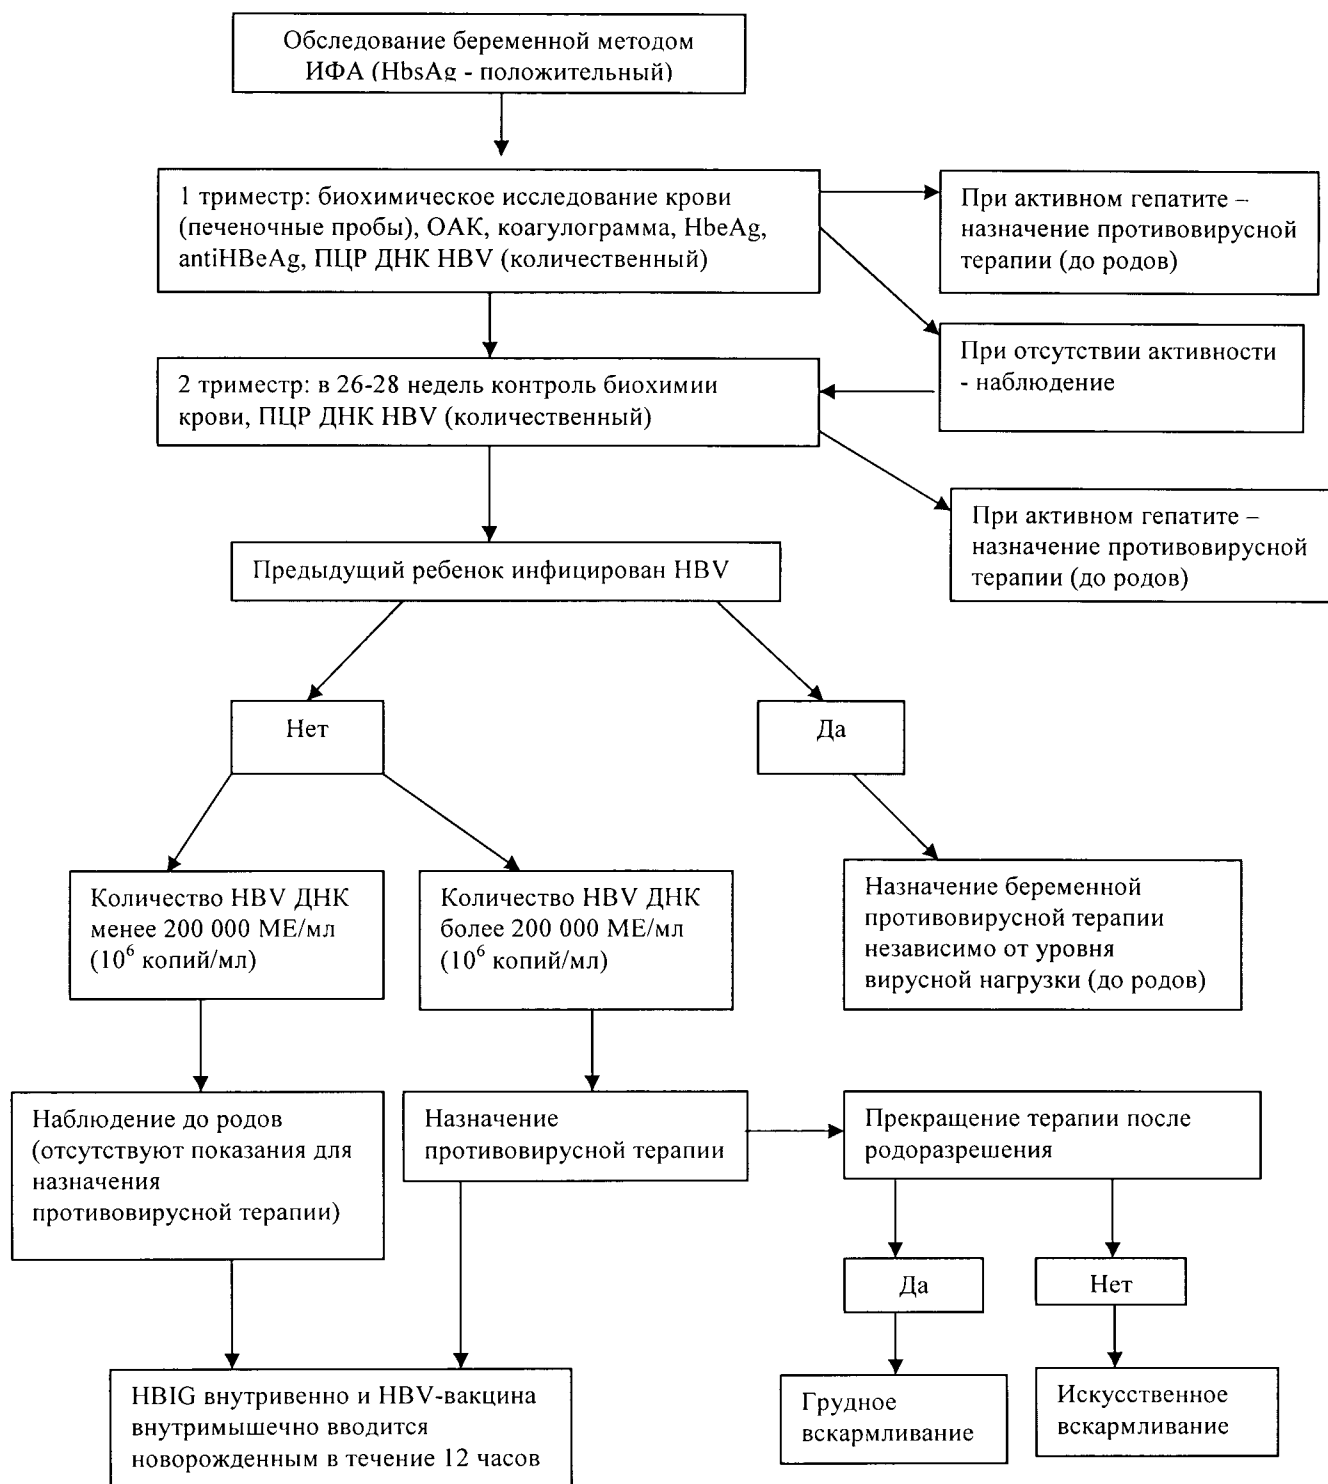 Обследование беременной методом
ИФА (HbsAg - положительный)
1 триместр: биохимическое исследование крови
(печеночные пробы), ОАК, коагулограмма, HbeAg,
antiHBeAg, ПЦР ДНК HBV (количественный)
При активном гепатите –
назначение противовирусной
терапии (до родов)
При отсутствии активности
- наблюдение
2 триместр: в 26-28 недель контроль биохимии
крови, ПЦР ДНК HBV (количественный)
При активном гепатите –
назначение противовирусной
терапии (до родов)
Предыдущий ребенок инфицирован HBV
Нет
Да
Количество HBV ДНК
менее 200 000 МЕ/мл
(10⁶ копий/мл)
Количество HBV ДНК
более 200 000 МЕ/мл
(10⁶ копий/мл)
Назначение беременной
противовирусной терапии
независимо от уровня
вирусной нагрузки (до родов)
Наблюдение до родов
(отсутствуют показания для
назначения
противовирусной терапии)
Назначение
противовирусной терапии
Прекращение терапии после
родоразрешения
Да
Нет
HBIG внутривенно и HBV-вакцина
внутримышечно вводится
новорожденным в течение 12 часов
Грудное
вскармливание
Искусственное
вскармливание